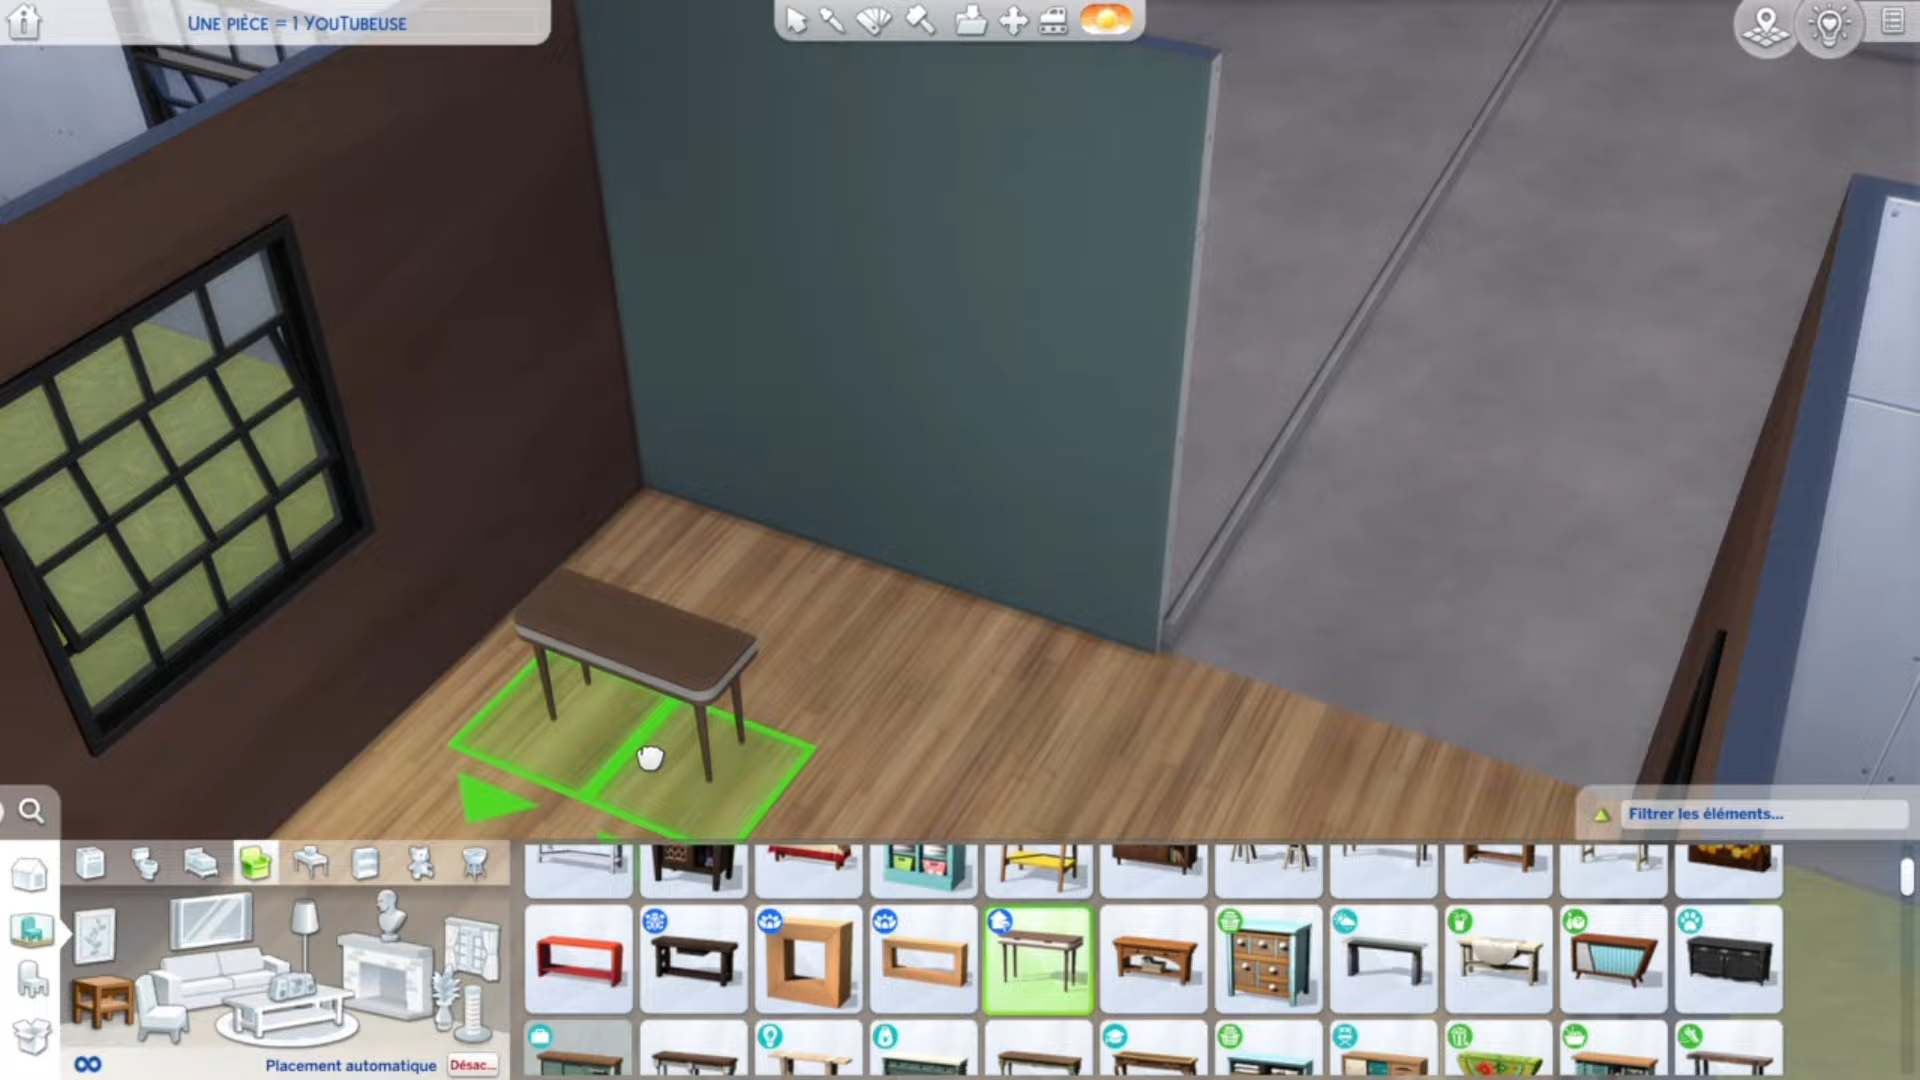 UNE PIÈCE = 1 YOUTUBEUSE
Filtrer les éléments...
Placement automatique
Désac...